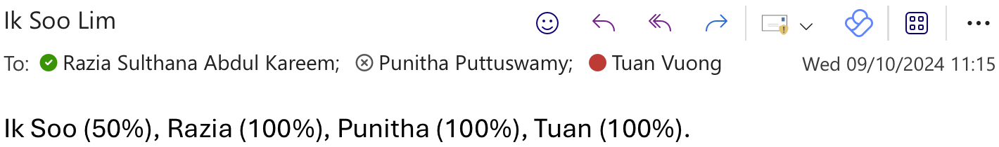 Ik Soo Lim
To: Razia Sulthana Abdul Kareem; Punitha Puttuswamy; Tuan Vuong Wed 09/10/2024 11:15
Ik Soo (50%), Razia (100%), Punitha (100%), Tuan (100%).